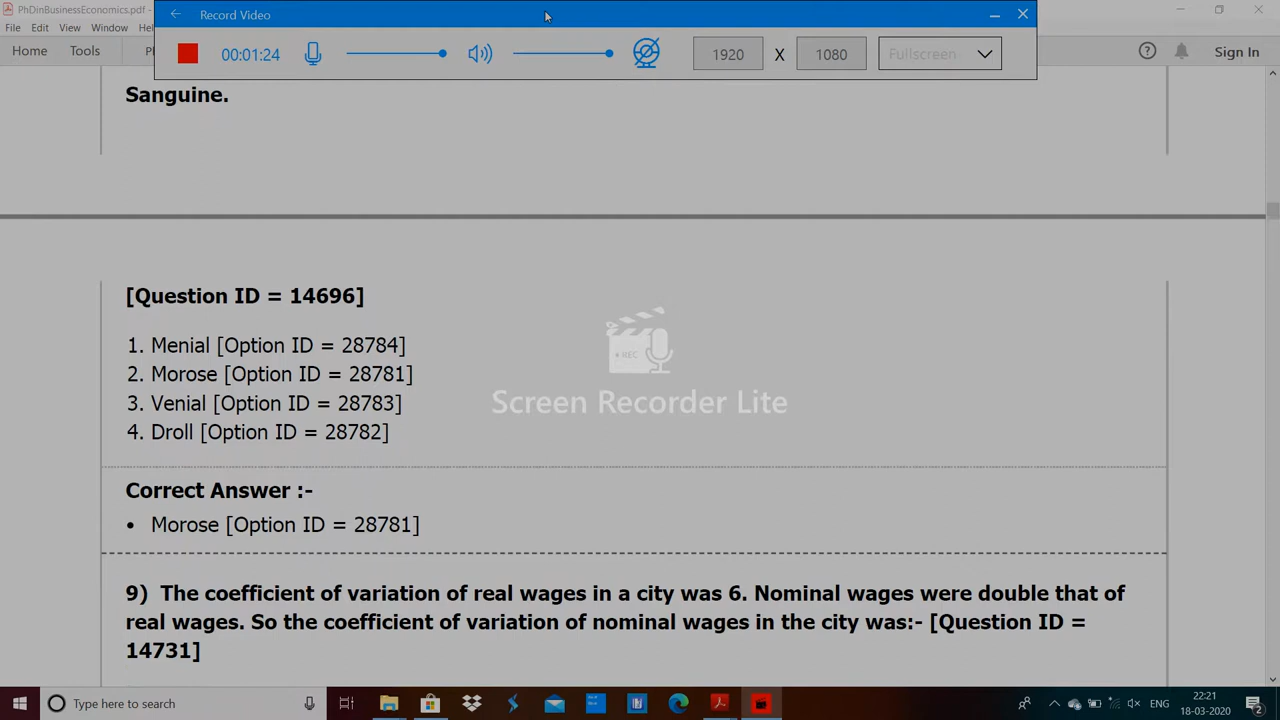 PhDinBusinessEconomics.pdf -
Record Video
File Edit View Window
00:01:24
1920 X 1080 Fullscreen
Home Tools
Sign In
Sanguine.
[Question ID = 14696]
1. Menial [Option ID = 28784]
2. Morose [Option ID = 28781]
3. Venial [Option ID = 28783]
4. Droll [Option ID = 28782]
REC
Screen Recorder Lite
Correct Answer :-
• Morose [Option ID = 28781]
9) The coefficient of variation of real wages in a city was 6. Nominal wages were double that of
real wages. So the coefficient of variation of nominal wages in the city was:- [Question ID =
14731]
Type here to search
ENG
22:21
18-03-2020
2